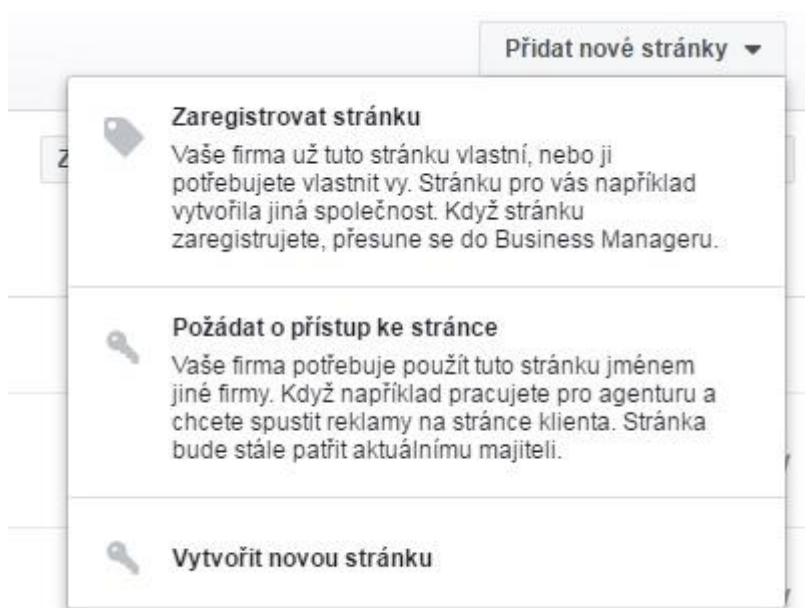 Přidat nové stránky
Zaregistrovat stránku
Vaše firma už tuto stránku vlastní, nebo ji
potřebujete vlastnit vy. Stránku pro vás například
vytvořila jiná společnost. Když stránku
zaregistrujete, přesune se do Business Manageru.
Požádat o přístup ke stránce
Vaše firma potřebuje použít tuto stránku jménem
jiné firmy. Když například pracujete pro agenturu a
chcete spustit reklamy na stránce klienta. Stránka
bude stále patřit aktuálnímu majiteli.
Vytvořit novou stránku